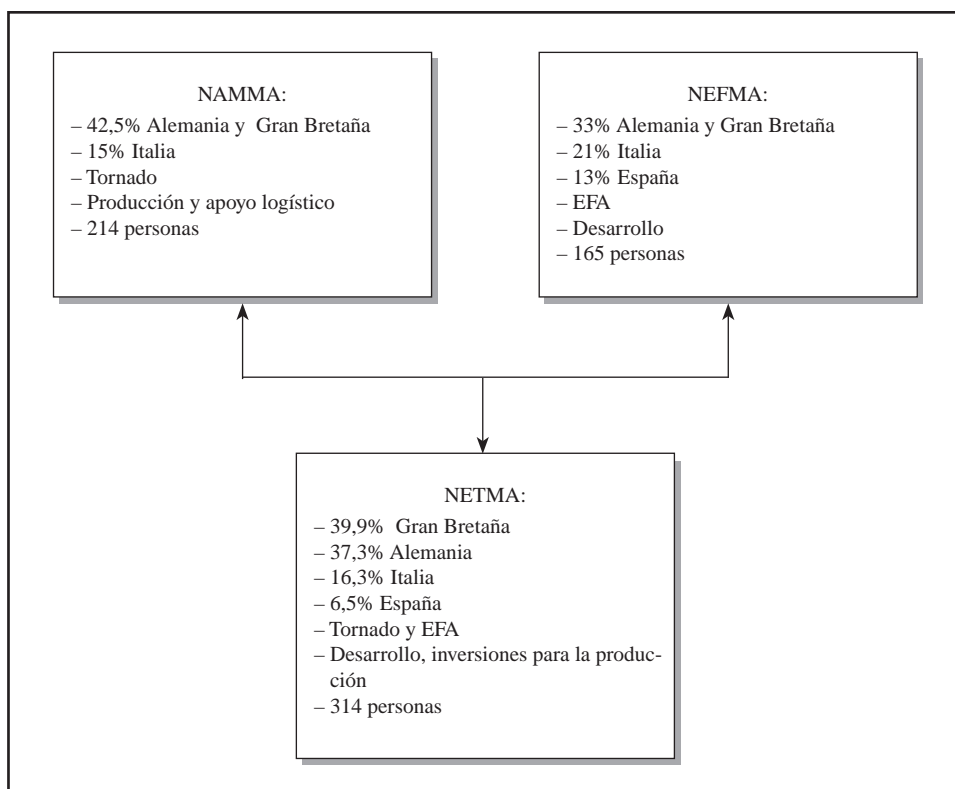 NAMMA:
– 42,5% Alemania y Gran Bretaña
– 15% Italia
– Tornado
– Producción y apoyo logístico
– 214 personas
NEFMA:
– 33% Alemania y Gran Bretaña
– 21% Italia
– 13% España
– EFA
– Desarrollo
– 165 personas
NETMA:
– 39,9% Gran Bretaña
– 37,3% Alemania
– 16,3% Italia
– 6,5% España
– Tornado y EFA
– Desarrollo, inversiones para la produc-
ción
– 314 personas